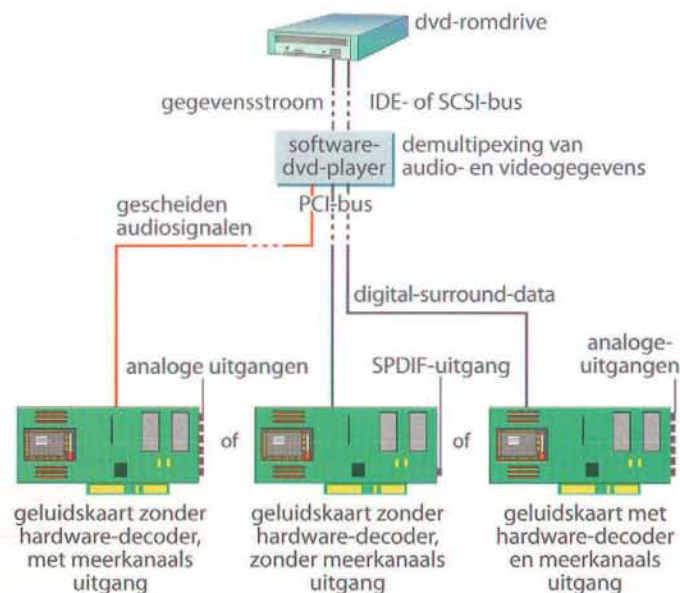 dvd-romdrive
gegevensstroom
IDE- of SCSI-bus
software-
dvd-player
demultipexing van
audio- en videogegevens
PCI-bus
gescheiden
audiosignalen
digital-surround-data
analoge uitgangen
SPDIF-uitgang
analoge-
uitgangen
of
of
geluidskaart zonder
hardware-decoder,
met meerkanaals
uitgang
geluidskaart zonder
hardware-decoder,
zonder meerkanaals
uitgang
geluidskaart met
hardware-decoder
en meerkanaals
uitgang